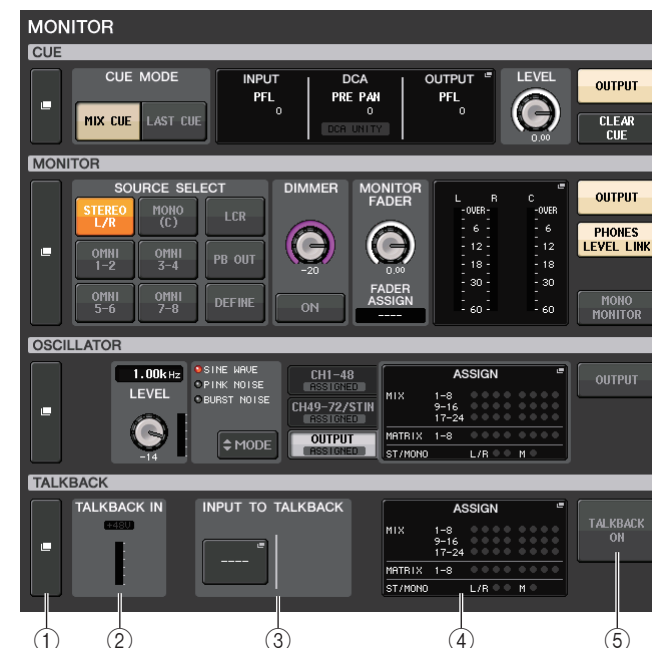 MONITOR
CUE
CUE MODE
MIX CUE
LAST CUE
INPUT
PFL
0
DCA
PRE PAN
0
DCA UNITY
OUTPUT
PFL
0
LEVEL
0.00
OUTPUT
CLEAR
CUE
MONITOR
SOURCE SELECT
STEREO
L/R
MONO
(C)
LCR
OMNI
1-2
OMNI
3-4
PB OUT
OMNI
5-6
OMNI
7-8
DEFINE
DIMMER
-20
ON
MONITOR
FADER
0.00
FADER
ASSIGN
----
L R C
-OVER- -OVER
- 6 - - 6
- 12 - - 12
- 18 - - 18
- 30 - - 30
- 60 - - 60
OUTPUT
PHONES
LEVEL LINK
MONO
MONITOR
OSCILLATOR
1.00k Hz
LEVEL
-14
SINE WAVE
PINK NOISE
BURST NOISE
MODE
CH1-48
ASSIGNED
CH49-72/STIN
ASSIGNED
OUTPUT
ASSIGNED
ASSIGN
MIX 1-8
9-16
17-24
MATRIX 1-8
ST/MONO L/R M
OUTPUT
TALKBACK
TALKBACK IN
+48V
INPUT TO TALKBACK
----
ASSIGN
MIX 1-8
9-16
17-24
MATRIX 1-8
ST/MONO L/R M
TALKBACK
ON
① ② ③ ④ ⑤